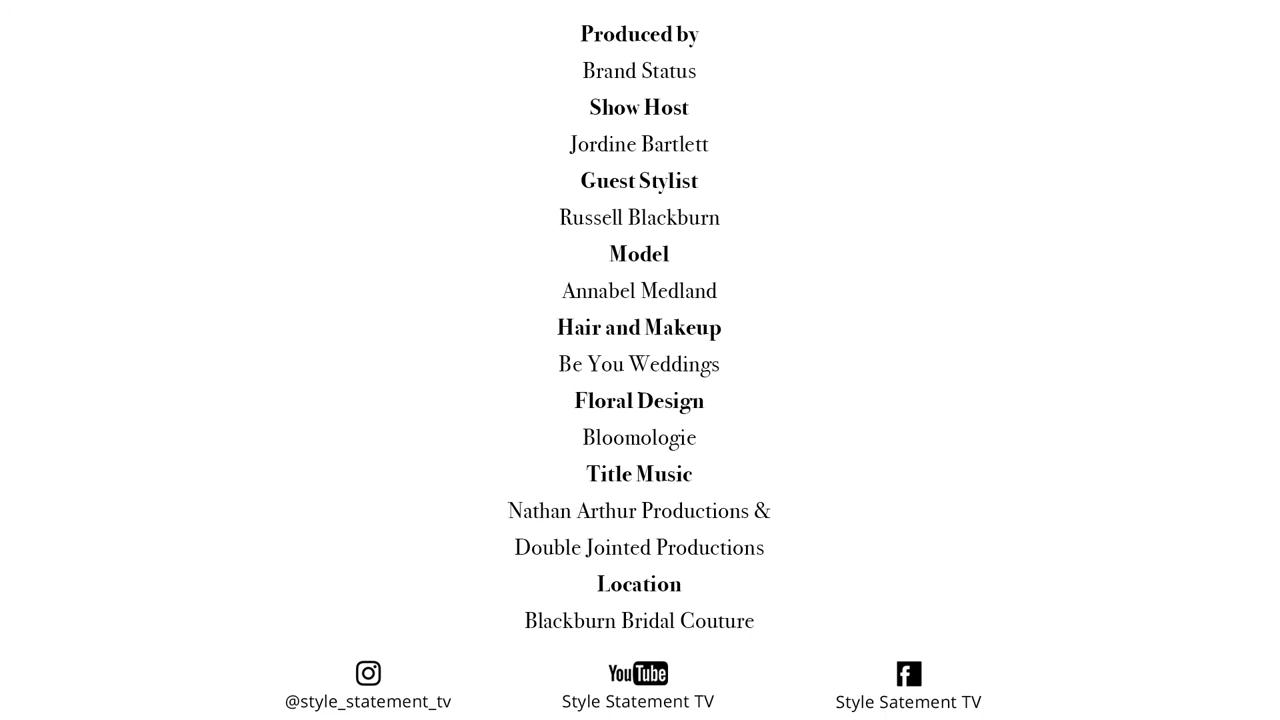 Produced by
Brand Status
Show Host
Jordine Bartlett
Guest Stylist
Russell Blackburn
Model
Annabel Medland
Hair and Makeup
Be You Weddings
Floral Design
Bloomologie
Title Music
Nathan Arthur Productions &
Double Jointed Productions
Location
Blackburn Bridal Couture
YouTube
@style_statement_tv
Style Statement TV
Style Satement TV